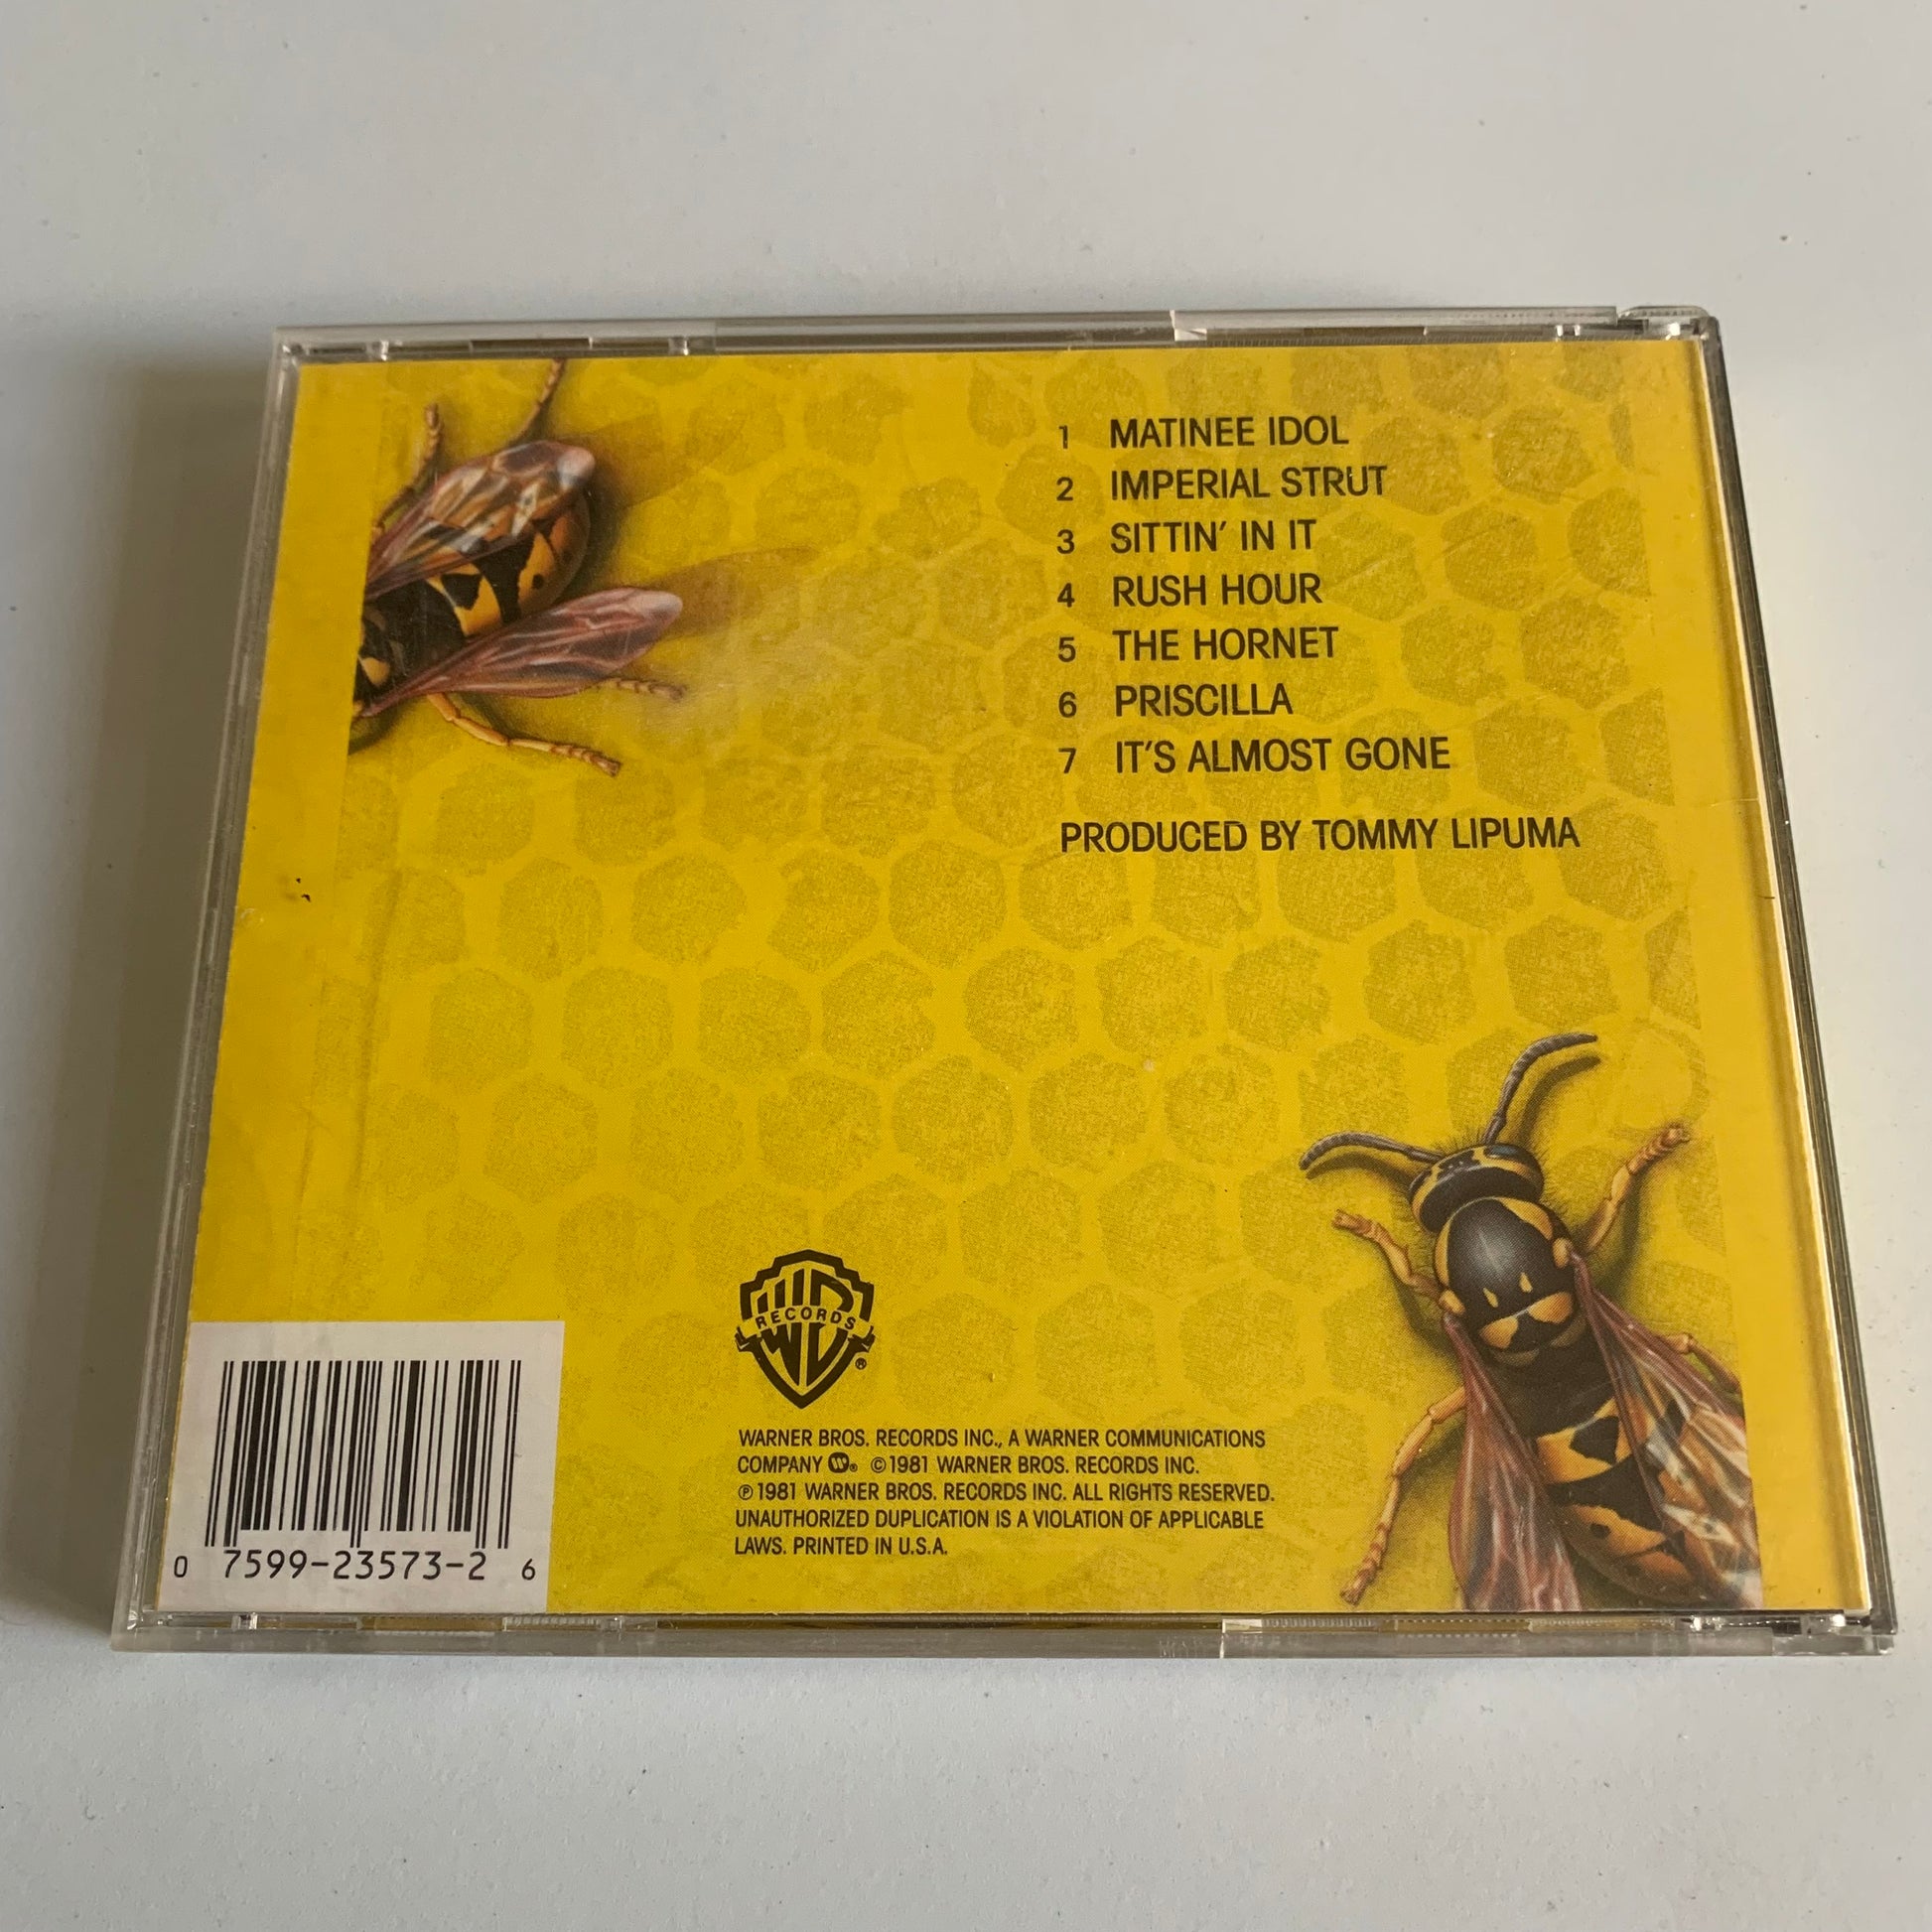 1 MATINEE IDOL
2 IMPERIAL STRUT
3 SITTIN' IN IT
4 RUSH HOUR
5 THE HORNET
6 PRISCILLA
7 IT'S ALMOST GONE
PRODUCED BY TOMMY LIPUMA
WB
RECORDS
®
WARNER BROS. RECORDS INC., A WARNER COMMUNICATIONS
COMPANY W® ©1981 WARNER BROS. RECORDS INC.
℗1981 WARNER BROS. RECORDS INC. ALL RIGHTS RESERVED.
UNAUTHORIZED DUPLICATION IS A VIOLATION OF APPLICABLE
LAWS. PRINTED IN U.S.A.
0 7599-23573-2 6